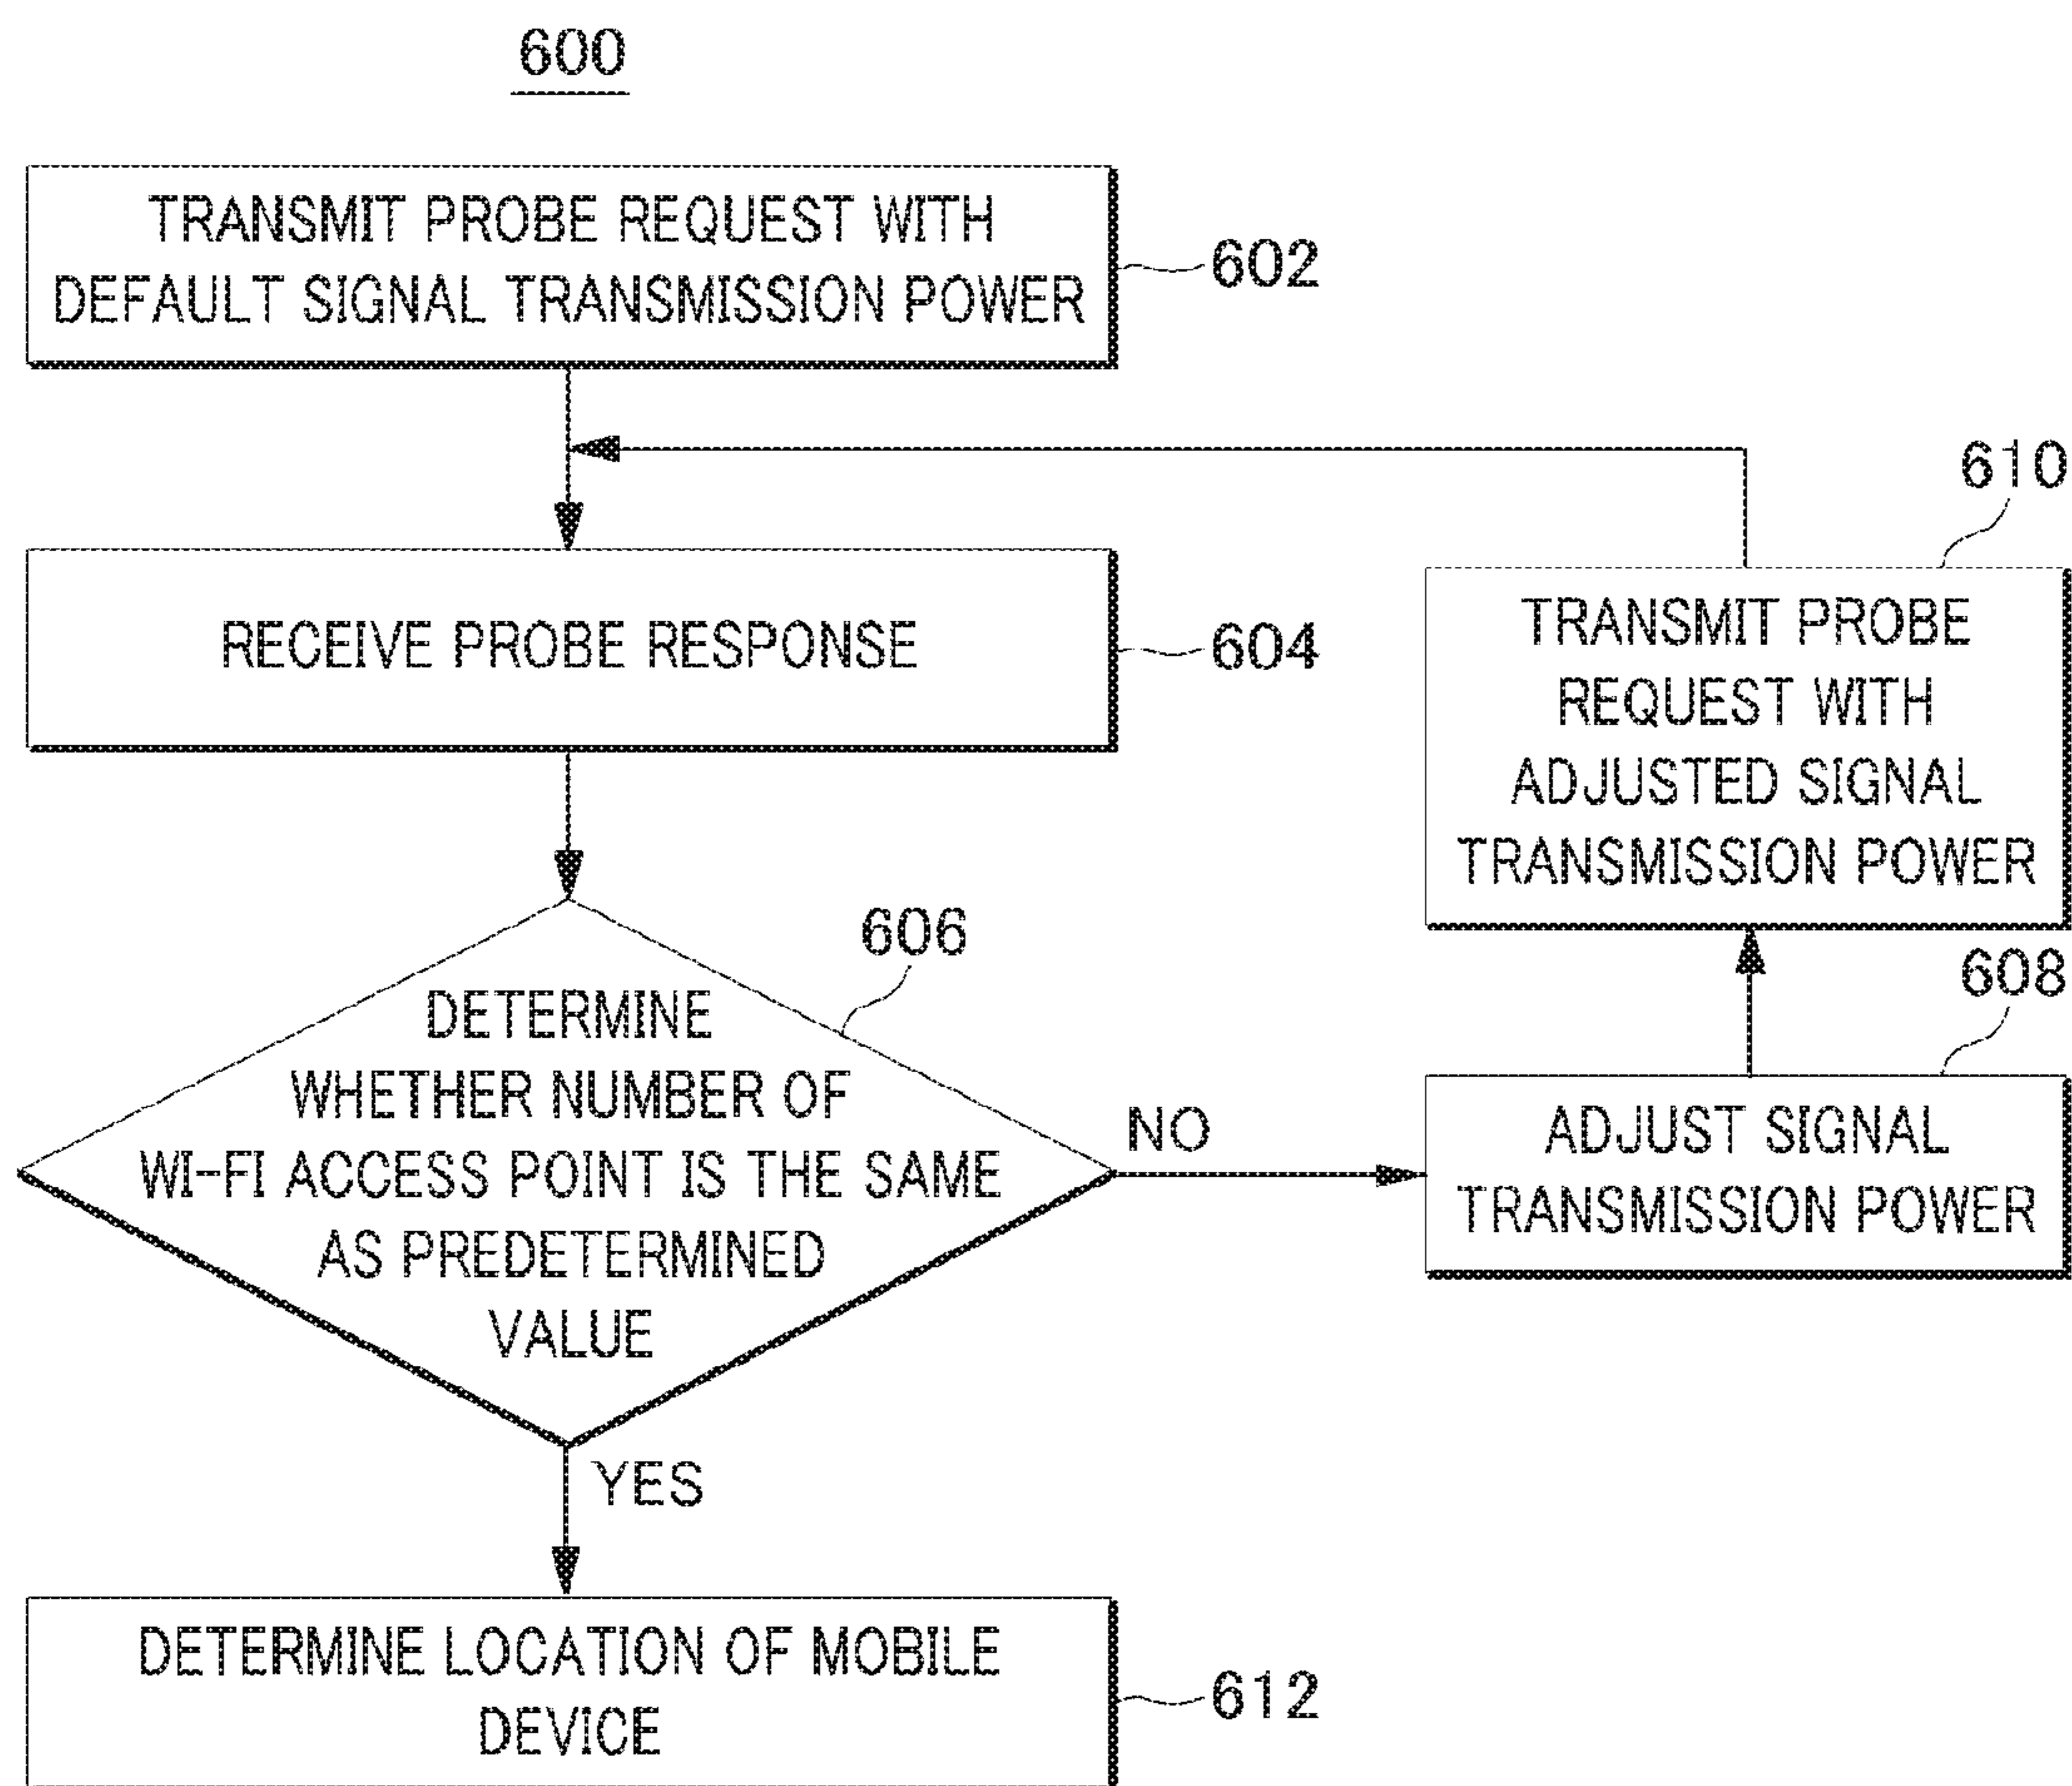 600
TRANSMIT PROBE REQUEST WITH
DEFAULT SIGNAL TRANSMISSION POWER
602
RECEIVE PROBE RESPONSE
604
DETERMINE
WHETHER NUMBER OF
WI-FI ACCESS POINT IS THE SAME
AS PREDETERMINED
VALUE
606
NO
ADJUST SIGNAL
TRANSMISSION POWER
608
TRANSMIT PROBE
REQUEST WITH
ADJUSTED SIGNAL
TRANSMISSION POWER
610
YES
DETERMINE LOCATION OF MOBILE
DEVICE
612